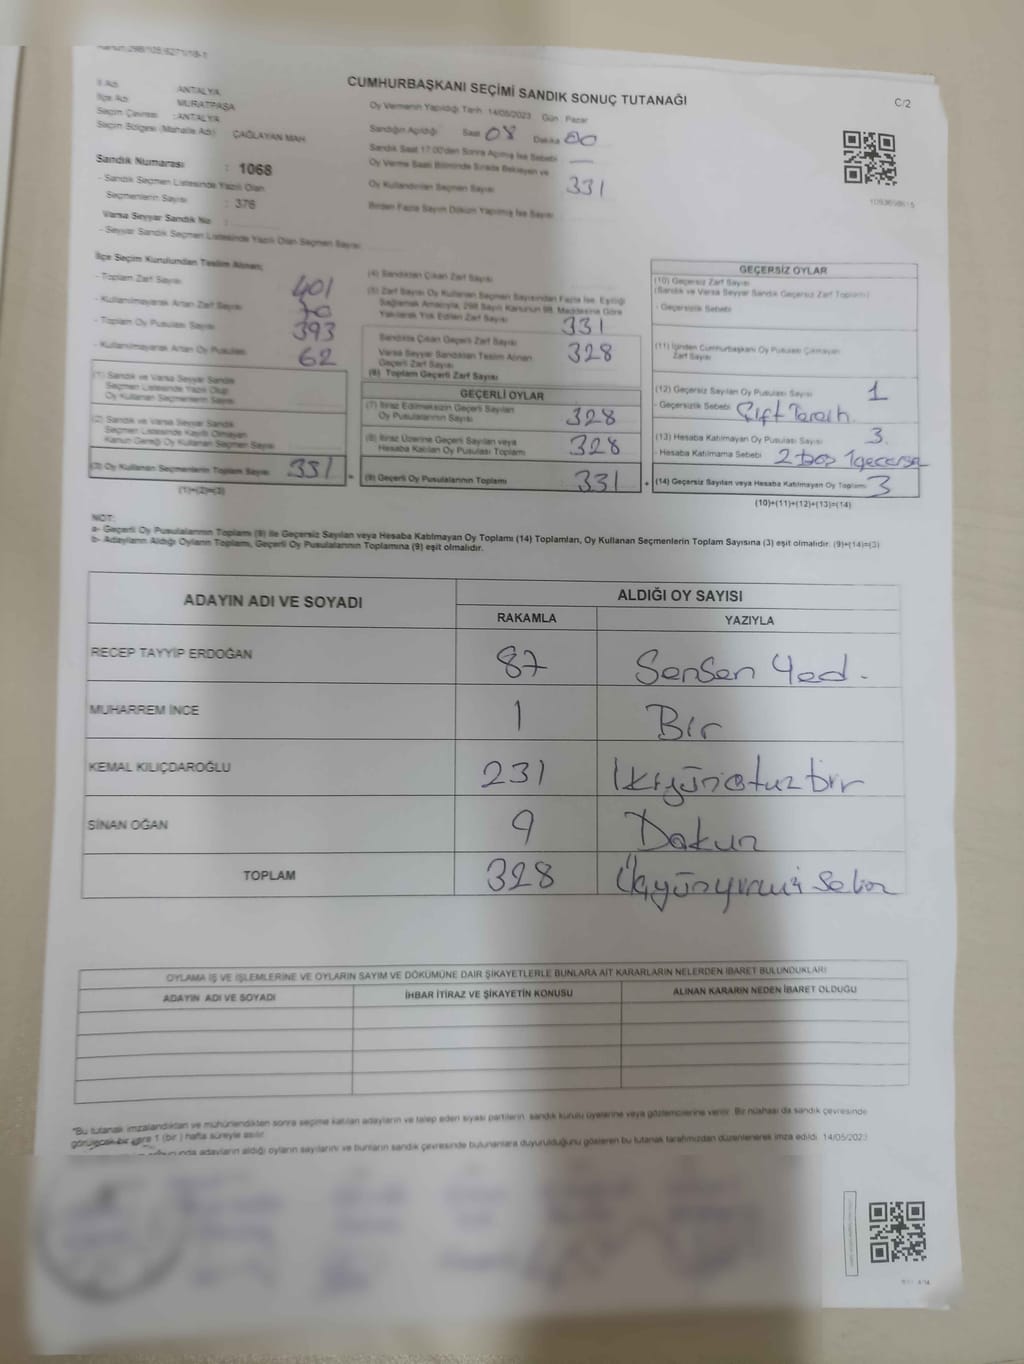 CUMHURBAŞKANI SEÇİMİ SANDIK SONUÇ TUTANAĞI
C/2
İl Adı ANTALYA
İlçe Adı MURATPAŞA
Seçim Çevresi : ANTALYA
Seçim Bölgesi (Mahalle Adı) ÇAĞLAYAN MAH
Oy Vermenin Yapıldığı Tarih 14/05/2023 Gün : Pazar
Sandığın Açıldığı Saat 08 Dakika 00
Sandık Saat 17.00'den Sonra Açılmış İse Sebebi —
Oy Verme Saati Bitiminde Sırada Bekleyen ve
Oy Kullandırılan Seçmen Sayısı 331
Birden Fazla Sayım Döküm Yapılmış İse Sayısı
Sandık Numarası : 1068
- Sandık Seçmen Listesinde Yazılı Olan
Seçmenlerin Sayısı : 376
Varsa Seyyar Sandık No :
- Seyyar Sandık Seçmen Listesinde Yazılı Olan Seçmen Sayısı
İlçe Seçim Kurulundan Teslim Alınan;
- Toplam Zarf Sayısı 401
- Kullanılmayarak Artan Zarf Sayısı 70
- Toplam Oy Pusulası Sayısı 393
- Kullanılmayarak Artan Oy Pusulası 62
(1) Sandık ve Varsa Seyyar Sandık
Seçmen Listesinde Yazılı Olup
Oy Kullanan Seçmenlerin Sayısı
(2) Sandık ve Varsa Seyyar Sandık
Seçmen Listesinde Kayıtlı Olmayan
Kanun Gereği Oy Kullanan Seçmen Sayısı
(3) Oy Kullanan Seçmenlerin Toplam Sayısı 331
(1)+(2)=(3)
(4) Sandıktan Çıkan Zarf Sayısı
(5) Zarf Sayısı Oy Kullanan Seçmen Sayısından Fazla İse, Eşitliği
Sağlamak Amacıyla, 298 Sayılı Kanunun 98. Maddesine Göre
Yakılarak Yok Edilen Zarf Sayısı 331
Sandıkta Çıkan Geçerli Zarf Sayısı 328
Varsa Seyyar Sandıktan Teslim Alınan
Geçerli Zarf Sayısı
(6) Toplam Geçerli Zarf Sayısı
GEÇERLİ OYLAR
(7) İtiraz Edilmeksizin Geçerli Sayılan
Oy Pusulalarının Sayısı 328
(8) İtiraz Üzerine Geçerli Sayılan veya
Hesaba Katılan Oy Pusulası Toplamı 328
(9) Geçerli Oy Pusulalarının Toplamı 331
GEÇERSİZ OYLAR
(10) Geçersiz Zarf Sayısı
(Sandık ve Varsa Seyyar Sandık Geçersiz Zarf Toplamı)
- Geçersizlik Sebebi
(11) İçinden Cumhurbaşkanı Oy Pusulası Çıkmayan
Zarf Sayısı
(12) Geçersiz Sayılan Oy Pusulası Sayısı 1
- Geçersizlik Sebebi Çift Tercih.
(13) Hesaba Katılmayan Oy Pusulası Sayısı 3
- Hesaba Katılmama Sebebi 2 boş 1 geçersiz
(14) Geçersiz Sayılan veya Hesaba Katılmayan Oy Toplamı 3
(10)+(11)+(12)+(13)=(14)
NOT:
a- Geçerli Oy Pusulalarının Toplamı (9) ile Geçersiz Sayılan veya Hesaba Katılmayan Oy Toplamı (14) Toplamları, Oy Kullanan Seçmenlerin Toplam Sayısına (3) eşit olmalıdır. (9)+(14)=(3)
b- Adayların Aldığı Oyların Toplamı, Geçerli Oy Pusulalarının Toplamına (9) eşit olmalıdır.
ADAYIN ADI VE SOYADI ALDIĞI OY SAYISI
RAKAMLA YAZIYLA
RECEP TAYYİP ERDOĞAN 87 SenSen Yed.
MUHARREM İNCE 1 Bir
KEMAL KILIÇDAROĞLU 231 İkiyüzotuzbir
SİNAN OĞAN 9 Dokuz
TOPLAM 328 Üçyüzyirmi Sekiz
OYLAMA İŞ VE İŞLEMLERİNE VE OYLARIN SAYIM VE DÖKÜMÜNE DAİR ŞİKAYETLERLE BUNLARA AİT KARARLARIN NELERDEN İBARET BULUNDUKLARI
ADAYIN ADI VE SOYADI İHBAR İTİRAZ VE ŞİKAYETİN KONUSU ALINAN KARARIN NEDEN İBARET OLDUĞU
"Bu tutanak imzalandıktan ve mühürlendikten sonra seçime katılan adayların ve talep eden siyasi partilerin, sandık kurulu üyelerine veya gözlemcilerine verilir. Bir nüshası da sandık çevresinde
görülecek bir yere 1 (bir ) hafta süreyle asılır.
adayların aldığı oyların sayılarını ve bunların sandık çevresinde bulunanlara duyurulduğunu gösteren bu tutanak tarafımızdan düzenlenerek imza edildi. 14/05/2023